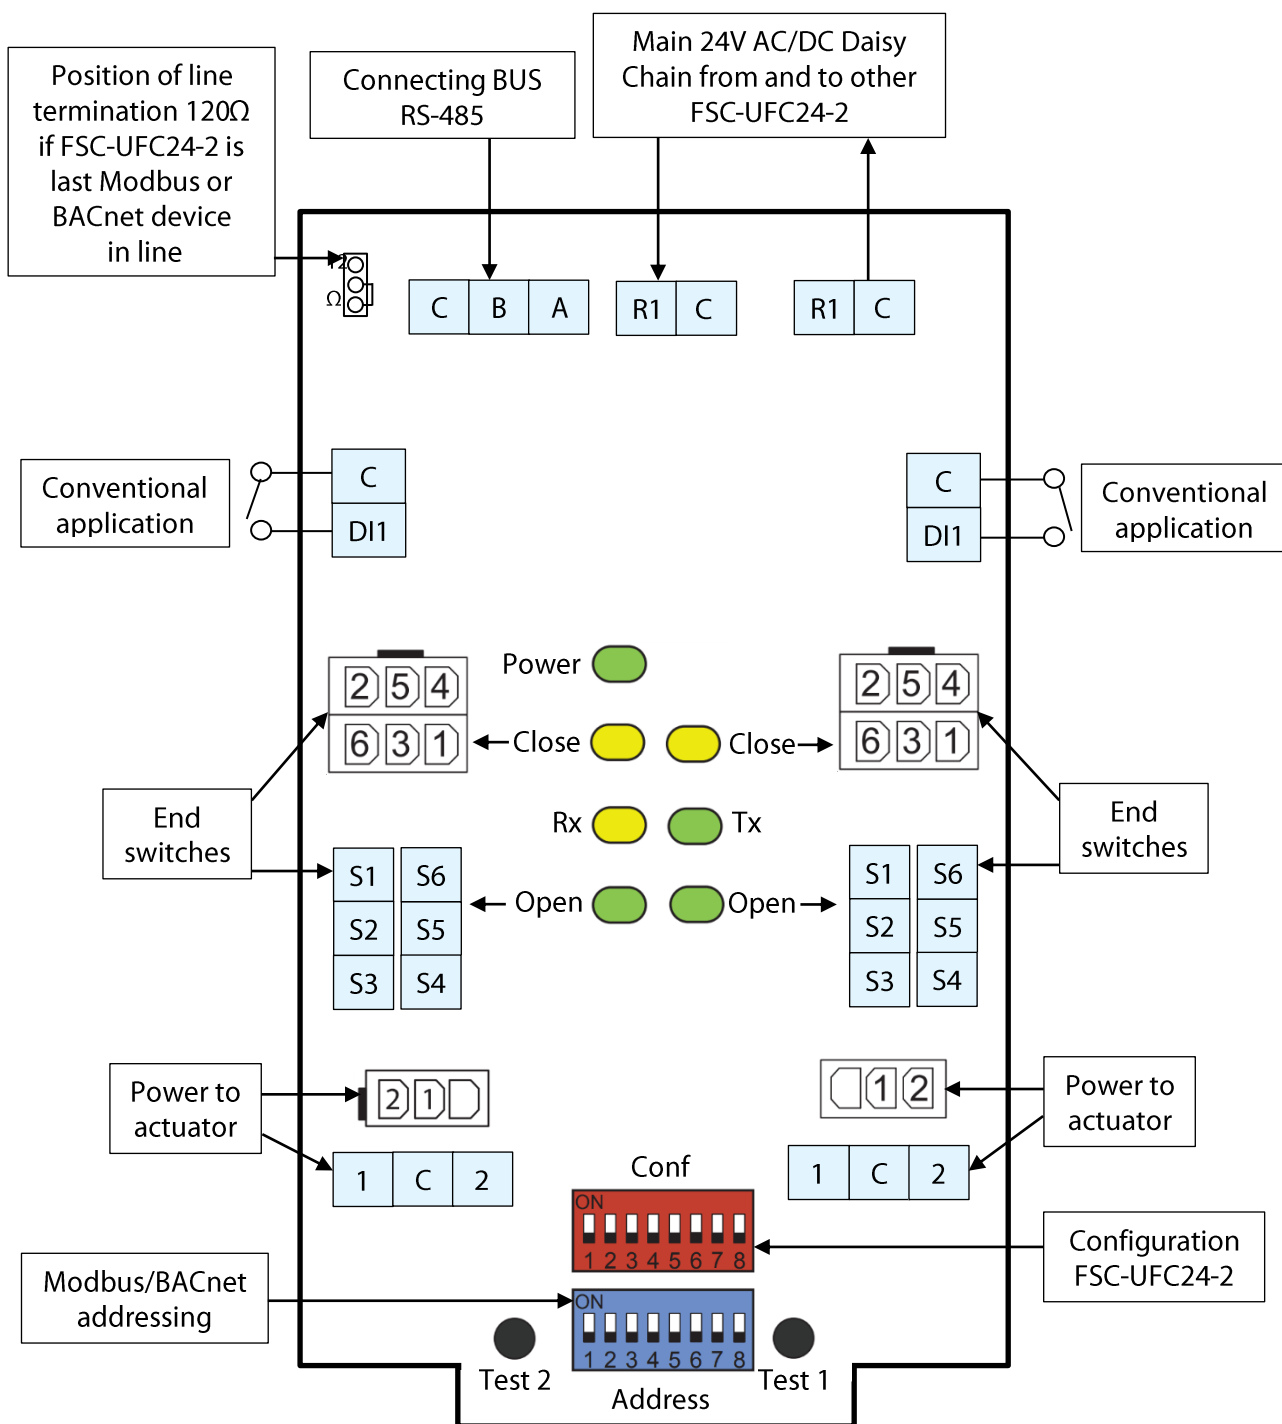 Position of line
termination 120Ω
if FSC-UFC24-2 is
last Modbus or
BACnet device
in line
Connecting BUS
RS-485
Main 24V AC/DC Daisy
Chain from and to other
FSC-UFC24-2
12
Ω
C B A
R1 C
R1 C
Conventional
application
C
DI1
C
DI1
Conventional
application
2 5 4
6 3 1
Power
Close
Close
2 5 4
6 3 1
Rx
Tx
Open
Open
End
switches
S1 S6
S2 S5
S3 S4
End
switches
S1 S6
S2 S5
S3 S4
Power to
actuator
2 1
1 C 2
1 2
1 C 2
Power to
actuator
Conf
ON
1 2 3 4 5 6 7 8
Configuration
FSC-UFC24-2
Modbus/BACnet
addressing
ON
1 2 3 4 5 6 7 8
Test 2
Test 1
Address